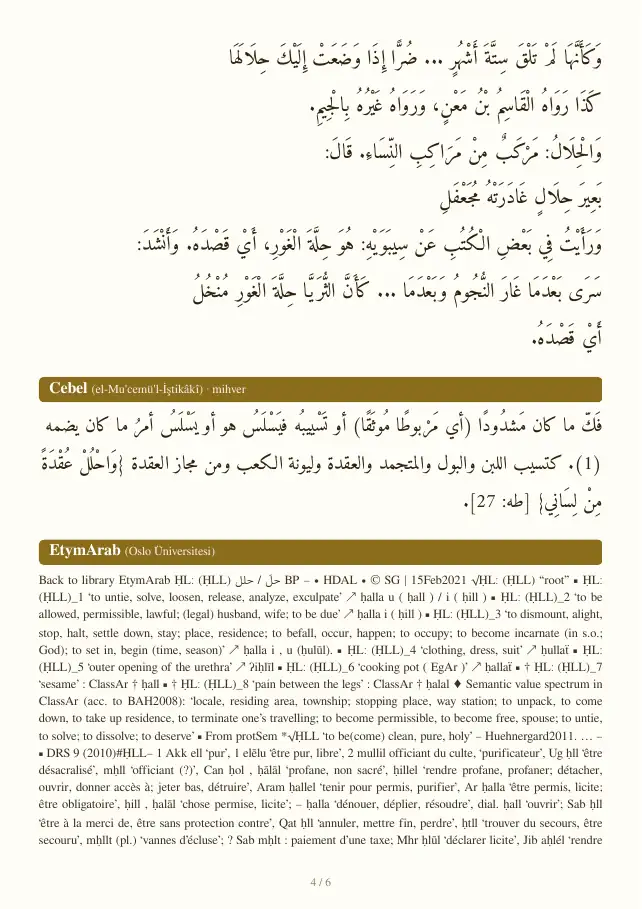 وَكَأَنَّهَا لَمْ تَلْقَ سِتَّةَ أَشْهُرٍ ... ضُرًّا إِذَا وَضَعَتْ إِلَيْكَ حِلَالَهَا
كَذَا رَوَاهُ الْقَاسِمُ بْنُ مَعْنٍ، وَرَوَاهُ غَيْرُهُ بِالْجِيمِ.
وَالْحِلَالُ: مَرْكَبٌ مِنْ مَرَاكِبِ النِّسَاءِ. قَالَ:
بَعِيرَ حِلَالٍ غَادَرَتْهُ مُجَعْفَلِ
وَرَأَيْتُ فِي بَعْضِ الْكُتُبِ عَنْ سِيبَوَيْهِ: هُوَ حِلَّةَ الْغَوْرِ، أَيْ قَصْدَهُ. وَأَنْشَدَ:
سَرَى بَعْدَمَا غَارَ النُّجُومُ وَبَعْدَمَا ... كَأَنَّ الثُّرَيَّا حِلَّةَ الْغَوْرِ مُنْخُلُ
أَيْ قَصْدَهُ.
Cebel (el-Mu'cemü'l-İştikâkî) · mihver
فَكّ ما كان مَشدُودًا (أي مَرْبوطًا مُوثَقًا) أو تَسْييبُه فيَسْلَسُ هو أو يَسْلَسُ أمرُ ما كان يضمه
(1). كتسيب اللبن والبول والمتجمد والعقدة وليونة الكعب ومن مجاز العقدة {وَاحْلُلْ عُقْدَةً
مِنْ لِسَانِي} [طه: 27].
EtymArab (Oslo Üniversitesi)
Back to library EtymArab ḤL: (ḤLL) حلّ / حلل BP – • HDAL • © SG | 15Feb2021 √ḤL: (ḤLL) “root” ▪ ḤL:
(ḤLL)_1 ‘to untie, solve, loosen, release, analyze, exculpate’ ↗ ḥalla u ( ḥall ) / i ( ḥill ) ▪ ḤL: (ḤLL)_2 ‘to be
allowed, permissible, lawful; (legal) husband, wife; to be due’ ↗ ḥalla i ( ḥill ) ▪ ḤL: (ḤLL)_3 ‘to dismount, alight,
stop, halt, settle down, stay; place, residence; to befall, occur, happen; to occupy; to become incarnate (in s.o.;
God); to set in, begin (time, season)’ ↗ ḥalla i , u (ḥulūl). ▪ ḤL: (ḤLL)_4 ‘clothing, dress, suit’ ↗ ḥullaẗ ▪ ḤL:
(ḤLL)_5 ‘outer opening of the urethra’ ↗ ʔiḥlīl ▪ ḤL: (ḤLL)_6 ‘cooking pot ( EgAr )’ ↗ ḥallaẗ ▪ † ḤL: (ḤLL)_7
‘sesame’ : ClassAr † ḥall ▪ † ḤL: (ḤLL)_8 ‘pain between the legs’ : ClassAr † ḥalal ♦ Semantic value spectrum in
ClassAr (acc. to BAH2008): ‘locale, residing area, township; stopping place, way station; to unpack, to come
down, to take up residence, to terminate one’s travelling; to become permissible, to become free, spouse; to untie,
to solve; to dissolve; to deserve’ ▪ From protSem *√ḤLL ‘to be(come) clean, pure, holy’ – Huehnergard2011. … –
▪ DRS 9 (2010)#ḤLL– 1 Akk ell ‘pur’, 1 elēlu ‘être pur, libre’, 2 mullil officiant du culte, ‘purificateur’, Ug ḥll ‘être
désacralisé’, mḥll ‘officiant (?)’, Can ḥol , ḥālāl ‘profane, non sacré’, ḥillel ‘rendre profane, profaner; détacher,
ouvrir, donner accès à; jeter bas, détruire’, Aram ḥallel ‘tenir pour permis, purifier’, Ar ḥalla ‘être permis, licite;
être obligatoire’, ḥill , ḥalāl ‘chose permise, licite’; – ḥalla ‘dénouer, déplier, résoudre’, dial. ḥall ‘ouvrir’; Sab ḥll
‘être à la merci de, être sans protection contre’, Qat ḥll ‘annuler, mettre fin, perdre’, ḥtll ‘trouver du secours, être
secouru’, mḥllt (pl.) ‘vannes d’écluse’; ? Sab mḥlt : paiement d’une taxe; Mhr ḥlūl ‘déclarer licite’, Jib aḥlél ‘rendre
4 / 6